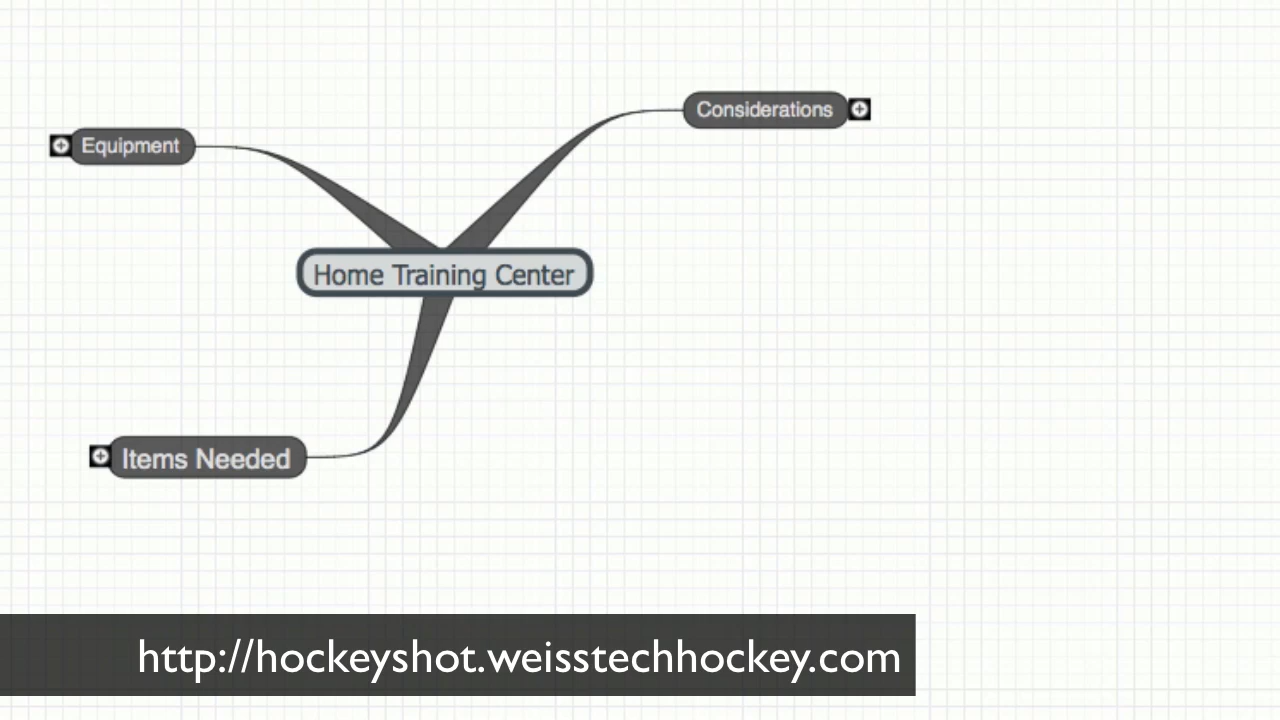 Considerations
Equipment
Home Training Center
Items Needed
http://hockeyshot.weisstechhockey.com